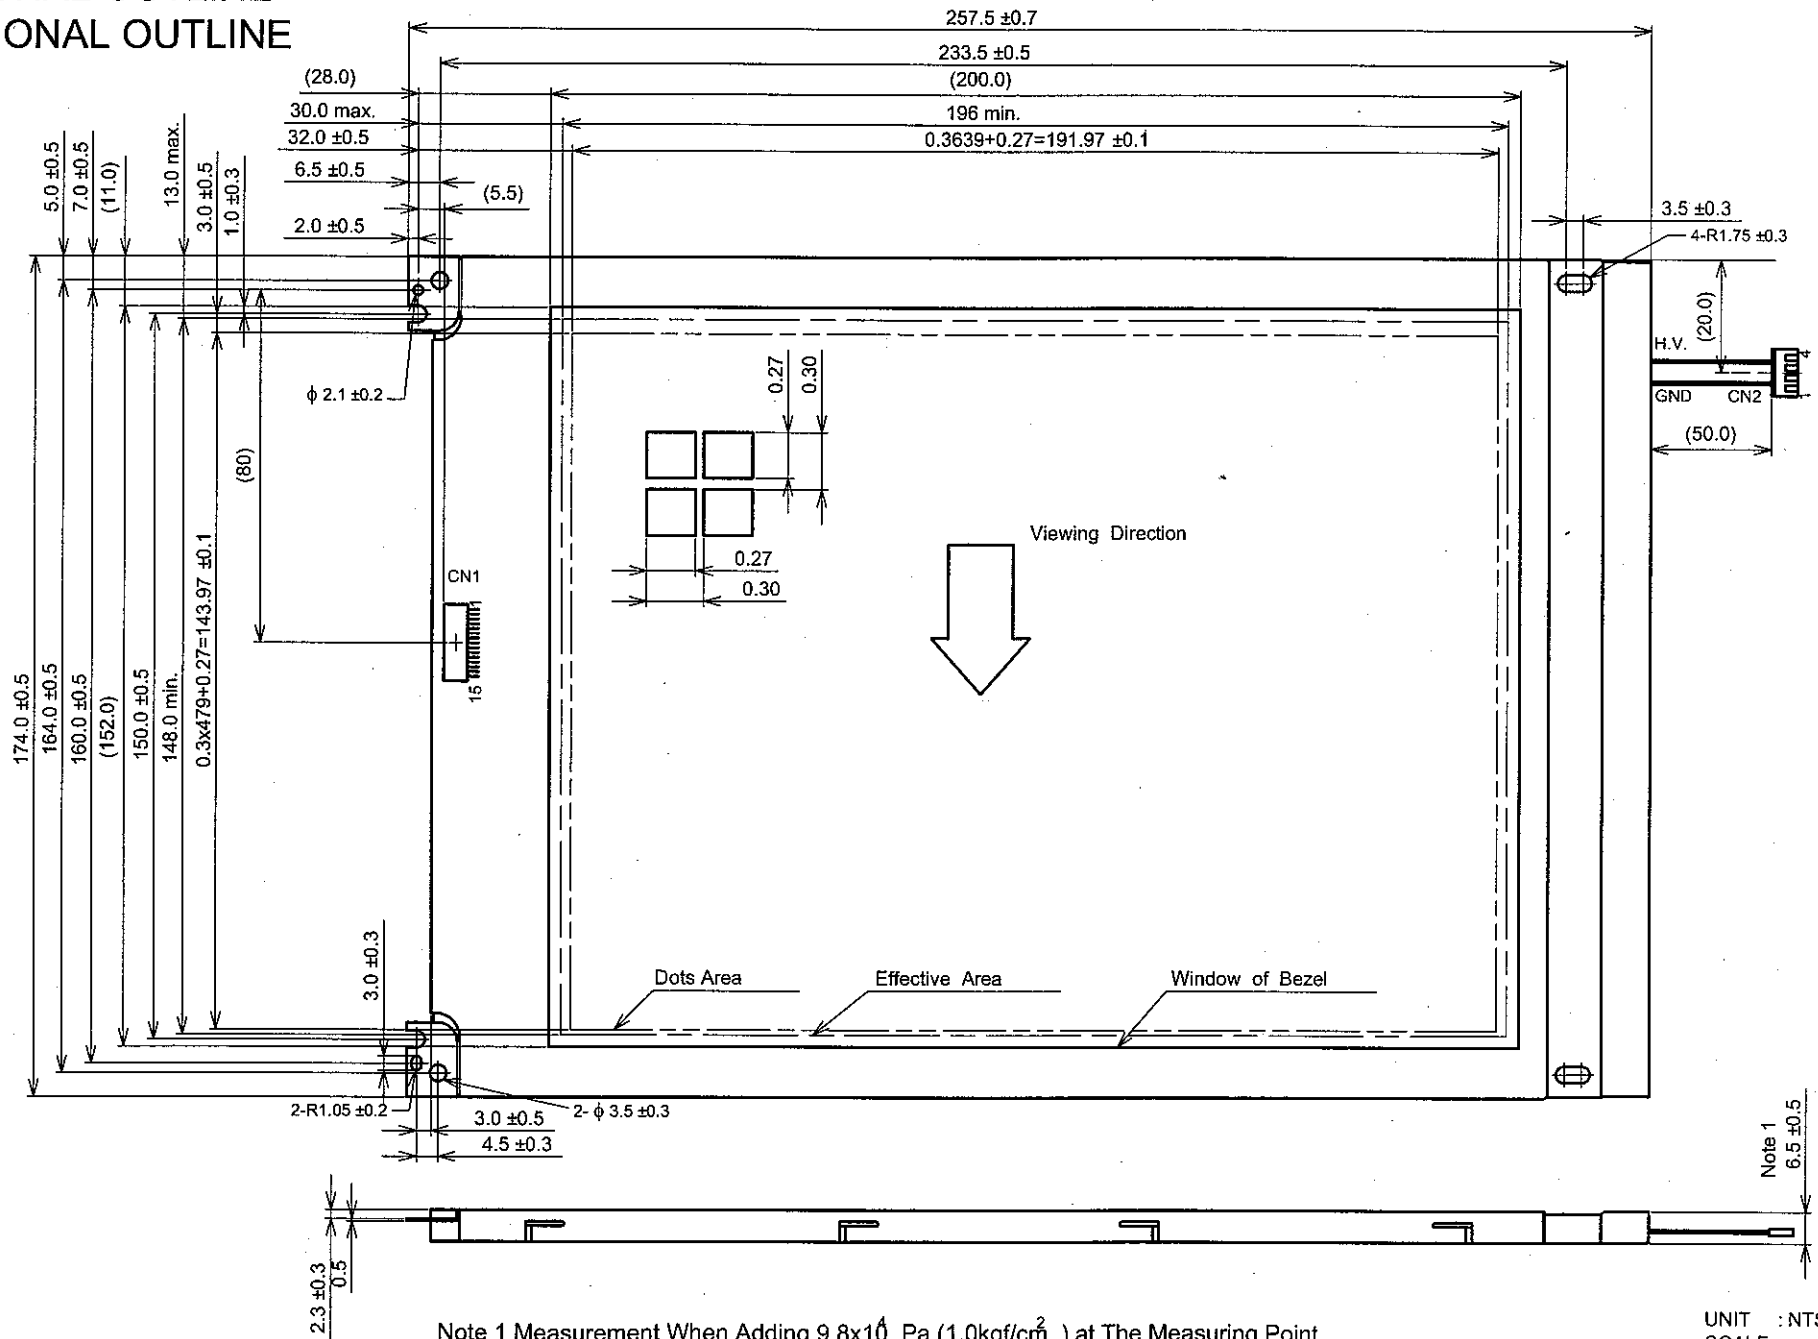 ONAL OUTLINE
257.5 ±0.7
233.5 ±0.5
(28.0)
(200.0)
30.0 max.
196 min.
32.0 ±0.5
0.3639+0.27=191.97 ±0.1
6.5 ±0.5
(5.5)
2.0 ±0.5
3.5 ±0.3
4-R1.75 ±0.3
5.0 ±0.5
7.0 ±0.5
(11.0)
13.0 max.
3.0 ±0.5
1.0 ±0.3
(20.0)
H.V.
4
GND
CN2
1
(50.0)
ϕ 2.1 ±0.2
0.27
0.30
(80)
Viewing Direction
0.27
0.30
CN1
1
15
174.0 ±0.5
164.0 ±0.5
160.0 ±0.5
(152.0)
150.0 ±0.5
148.0 min.
0.3x479+0.27=143.97 ±0.1
3.0 ±0.3
Dots Area
Effective Area
Window of Bezel
2-R1.05 ±0.2
3.0 ±0.5
2- ϕ 3.5 ±0.3
4.5 ±0.3
Note 1
6.5 ±0.5
2.3 ±0.3
0.5
Note 1 Measurement When Adding 9.8x10⁴ Pa (1.0kgf/cm² ) at The Measuring Point
UNIT :